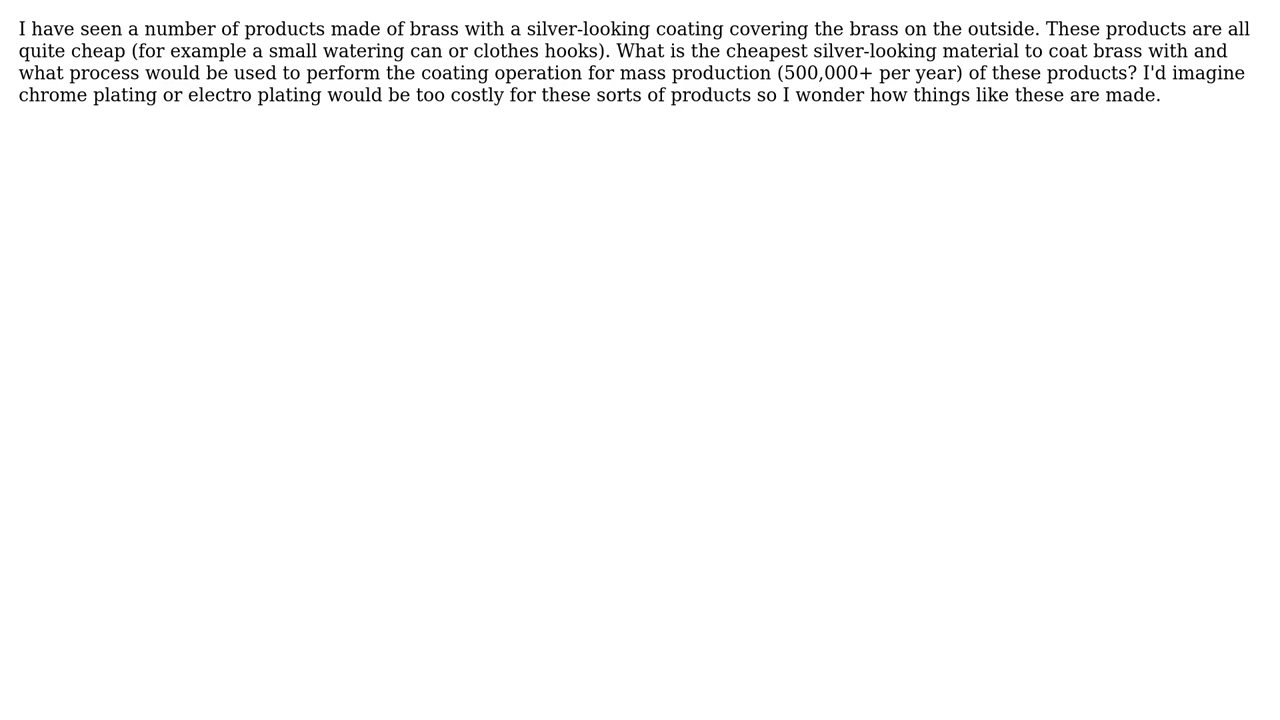 I have seen a number of products made of brass with a silver-looking coating covering the brass on the outside. These products are all
quite cheap (for example a small watering can or clothes hooks). What is the cheapest silver-looking material to coat brass with and
what process would be used to perform the coating operation for mass production (500,000+ per year) of these products? I'd imagine
chrome plating or electro plating would be too costly for these sorts of products so I wonder how things like these are made.